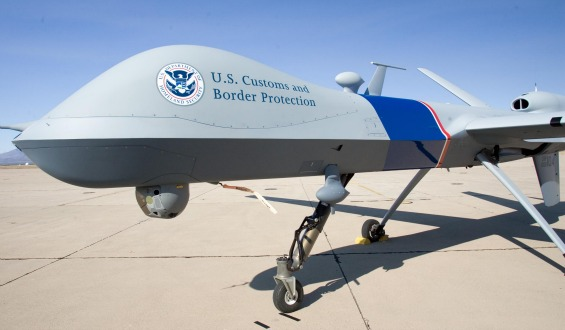 U.S. Customs and
Border Protection